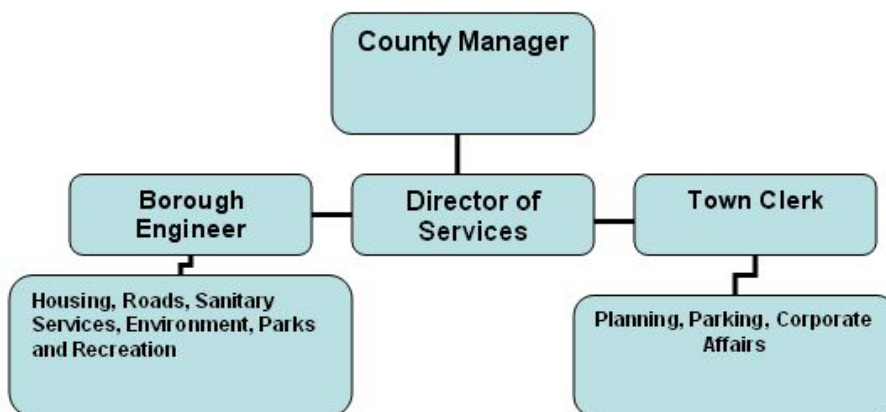 County Manager
Borough
Engineer
Director of
Services
Town Clerk
Housing, Roads, Sanitary
Services, Environment, Parks
and Recreation
Planning, Parking, Corporate
Affairs